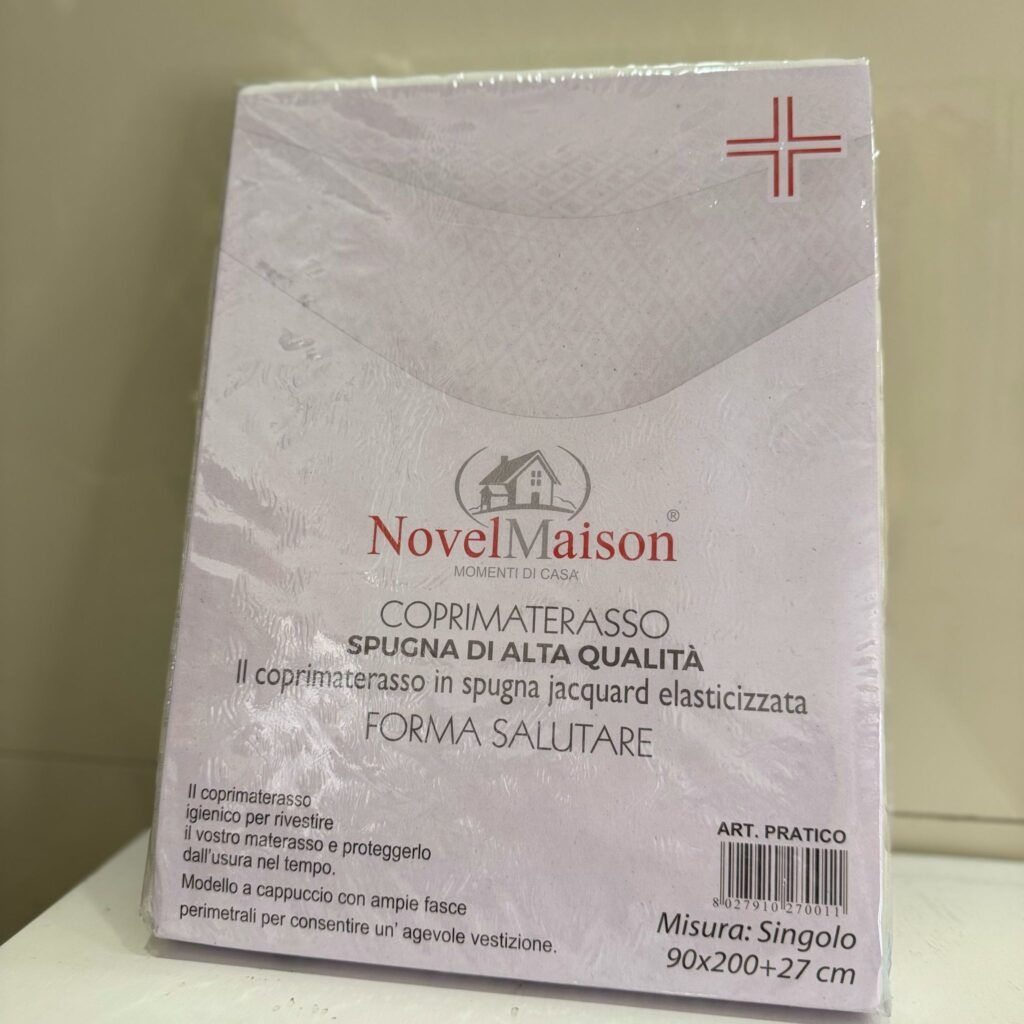 NovelMaison®
MOMENTI DI CASA
COPRIMATERASSO
SPUGNA DI ALTA QUALITÀ
Il coprimaterasso in spugna jacquard elasticizzata
FORMA SALUTARE
Il coprimaterasso
igienico per rivestire
il vostro materasso e proteggerlo
dall'usura nel tempo.
Modello a cappuccio con ampie fasce
perimetrali per consentire un' agevole vestizione.
ART. PRATICO
8 027910 270011
Misura: Singolo
90x200+27 cm